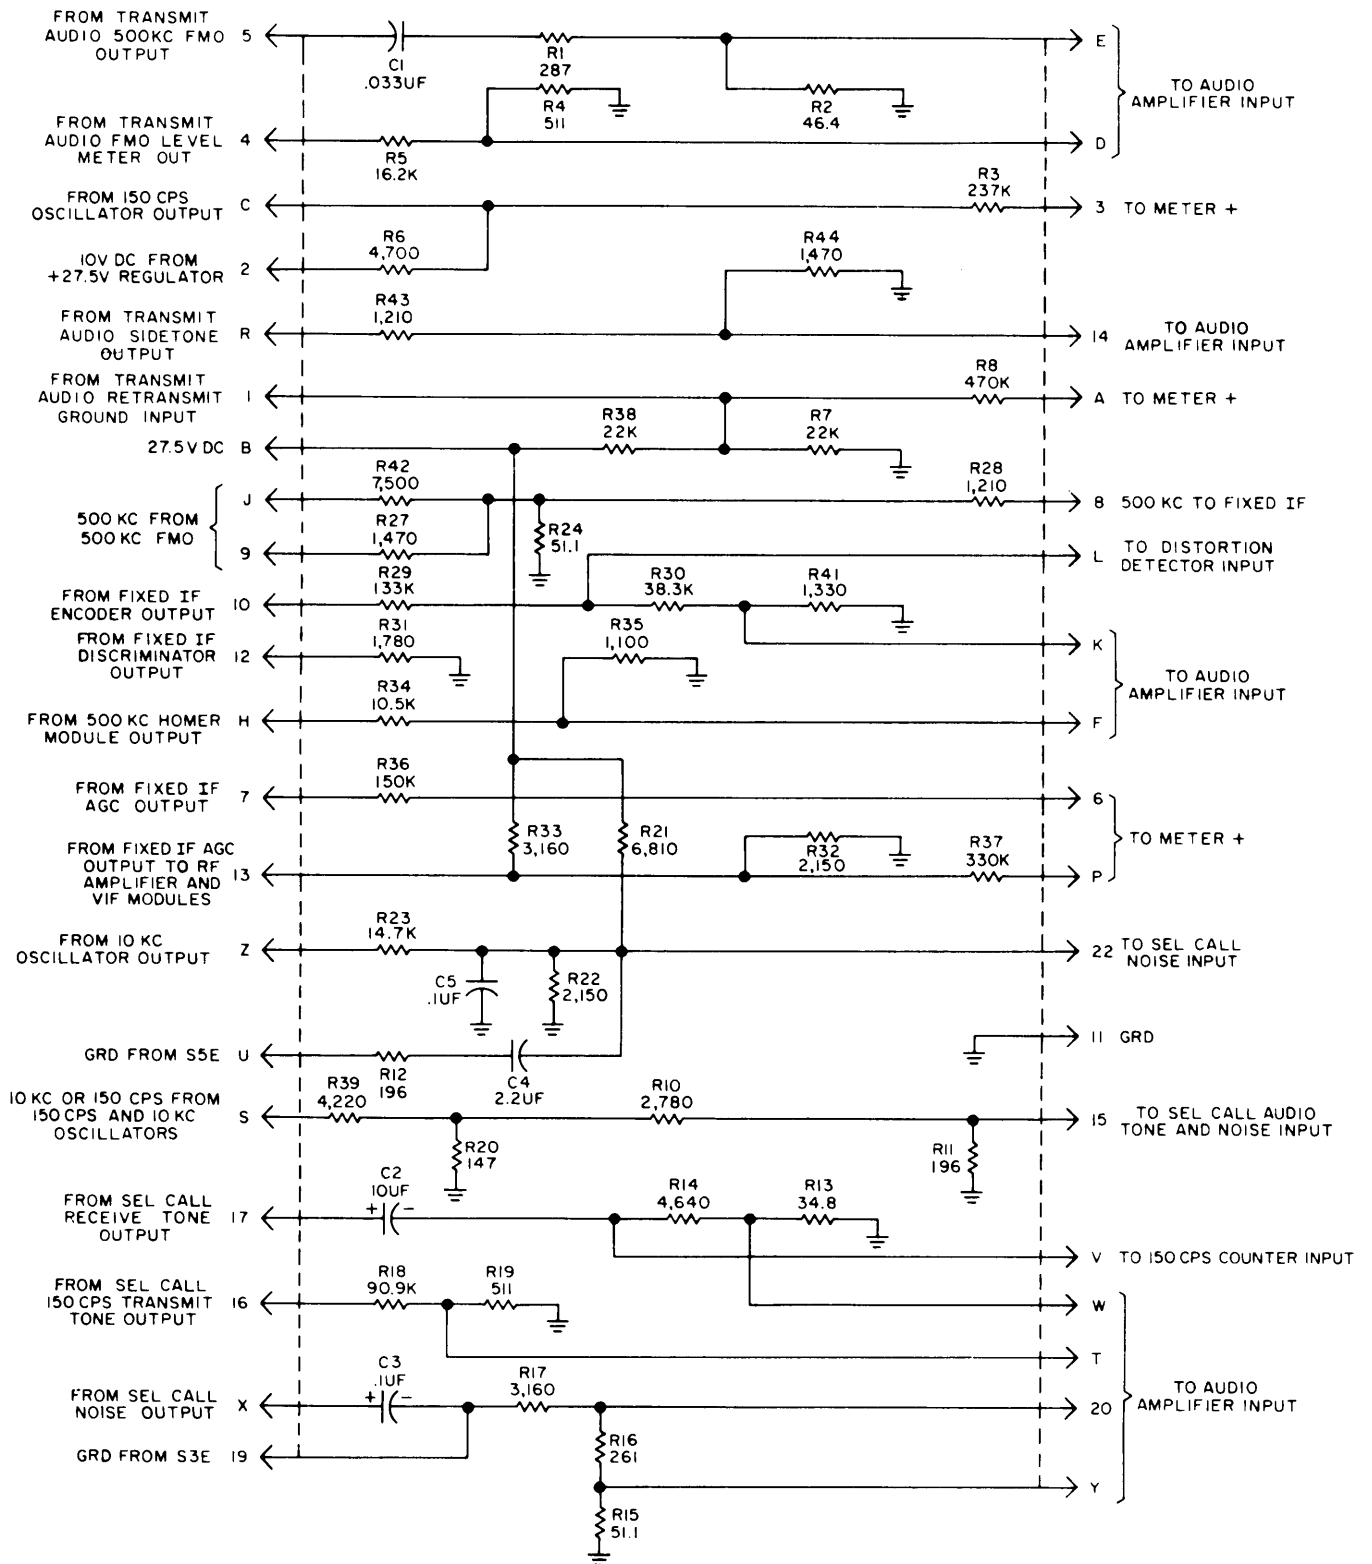 FROM TRANSMIT
AUDIO 500KC FMO 5
OUTPUT
C1
.033UF
R1
287
R4
511
R2
46.4
E
TO AUDIO
AMPLIFIER INPUT
FROM TRANSMIT
AUDIO FMO LEVEL 4
METER OUT
R5
16.2K
D
FROM 150 CPS
OSCILLATOR OUTPUT C
R3
237K
3 TO METER +
10V DC FROM
+27.5V REGULATOR 2
R6
4,700
R44
1,470
FROM TRANSMIT
AUDIO SIDETONE R
OUTPUT
R43
1,210
14 TO AUDIO
AMPLIFIER INPUT
FROM TRANSMIT
AUDIO RETRANSMIT 1
GROUND INPUT
R8
470K
A TO METER +
27.5V DC B
R38
22K
R7
22K
500 KC FROM
500 KC FMO
J
R42
7,500
R28
1,210
8 500 KC TO FIXED IF
9
R27
1,470
R24
51.1
L TO DISTORTION
DETECTOR INPUT
FROM FIXED IF
ENCODER OUTPUT 10
R29
133K
R30
38.3K
R41
1,330
FROM FIXED IF
DISCRIMINATOR 12
OUTPUT
R31
1,780
R35
1,100
K
TO AUDIO
AMPLIFIER INPUT
FROM 500 KC HOMER H
MODULE OUTPUT
R34
10.5K
F
FROM FIXED IF
AGC OUTPUT 7
R36
150K
6
TO METER +
R33
3,160
R21
6,810
R32
2,150
R37
330K
FROM FIXED IF AGC
OUTPUT TO RF
AMPLIFIER AND 13
VIF MODULES
P
FROM 10 KC
OSCILLATOR OUTPUT Z
R23
14.7K
C5
.1UF
R22
2,150
22 TO SEL CALL
NOISE INPUT
11 GRD
GRD FROM S5E U
R12
196
C4
2.2UF
10 KC OR 150 CPS FROM
150 CPS AND 10 KC S
OSCILLATORS
R39
4,220
R20
147
R10
2,780
R11
196
15 TO SEL CALL AUDIO
TONE AND NOISE INPUT
FROM SEL CALL
RECEIVE TONE 17
OUTPUT
C2
10UF
+ -
R14
4,640
R13
34.8
V TO 150 CPS COUNTER INPUT
FROM SEL CALL
150 CPS TRANSMIT 16
TONE OUTPUT
R18
90.9K
R19
511
W
T
TO AUDIO
AMPLIFIER INPUT
FROM SEL CALL
NOISE OUTPUT X
C3
.1UF
+ -
R17
3,160
20
GRD FROM S3E 19
R16
261
Y
R15
51.1